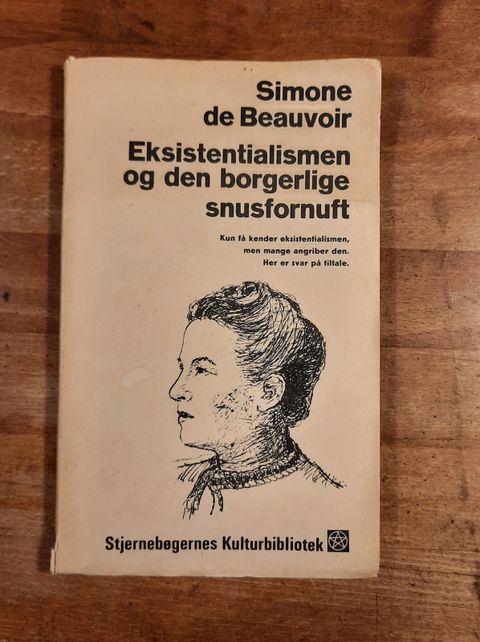 Simone
de Beauvoir
Eksistentialismen
og den borgerlige
snusfornuft
Kun få kender eksistentialismen,
men mange angriber den.
Her er svar på tiltale.
Stjernebøgernes Kulturbibliotek